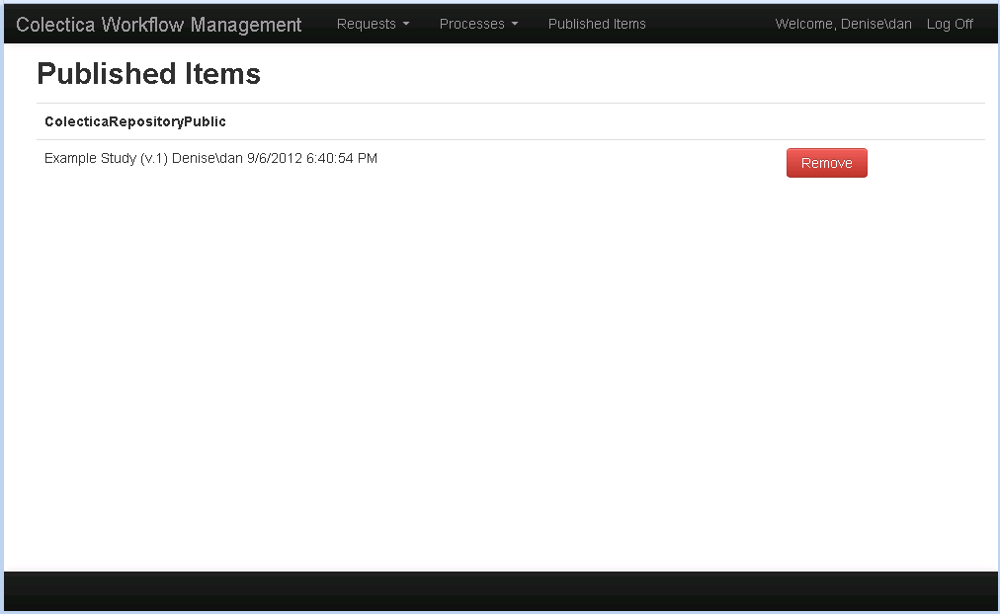 Colectica Workflow Management Requests Processes Published Items Welcome, Denise\dan Log Off
Published Items
ColecticaRepositoryPublic
Example Study (v.1) Denise\dan 9/6/2012 6:40:54 PM Remove